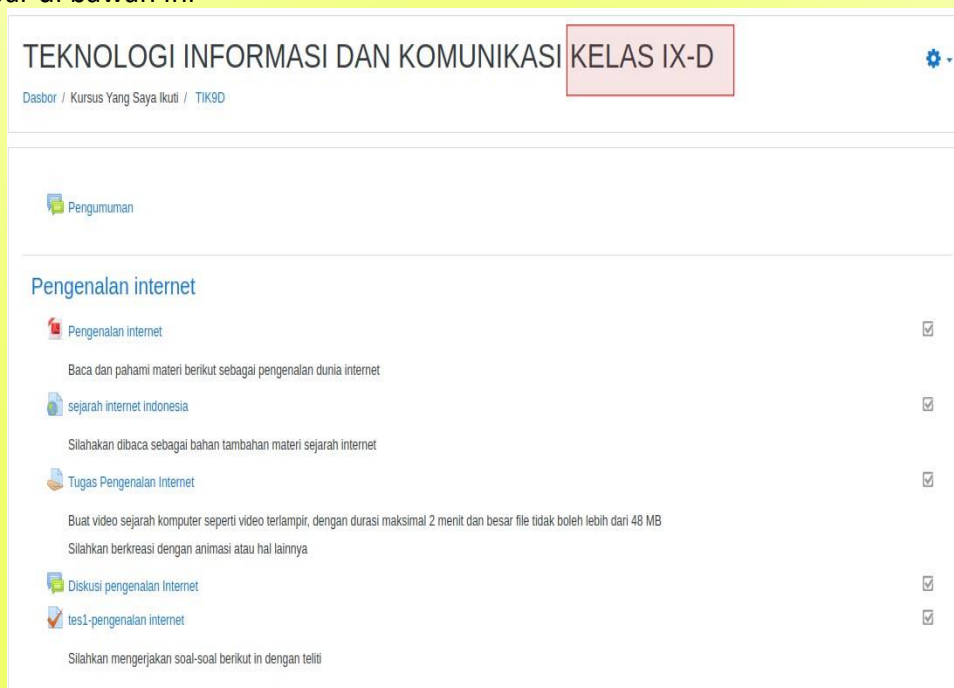 TEKNOLOGI INFORMASI DAN KOMUNIKASI KELAS IX-D
Dasbor / Kursus Yang Saya Ikuti / TIK9D
Pengumuman
Pengenalan internet
Pengenalan internet
Baca dan pahami materi berikut sebagai pengenalan dunia internet
sejarah internet indonesia
Silahakan dibaca sebagai bahan tambahan materi sejarah internet
Tugas Pengenalan Internet
Buat video sejarah komputer seperti video terlampir, dengan durasi maksimal 2 menit dan besar file tidak boleh lebih dari 48 MB
Silahkan berkreasi dengan animasi atau hal lainnya
Diskusi pengenalan Internet
tes1-pengenalan internet
Silahkan mengerjakan soal-soal berikut in dengan teliti